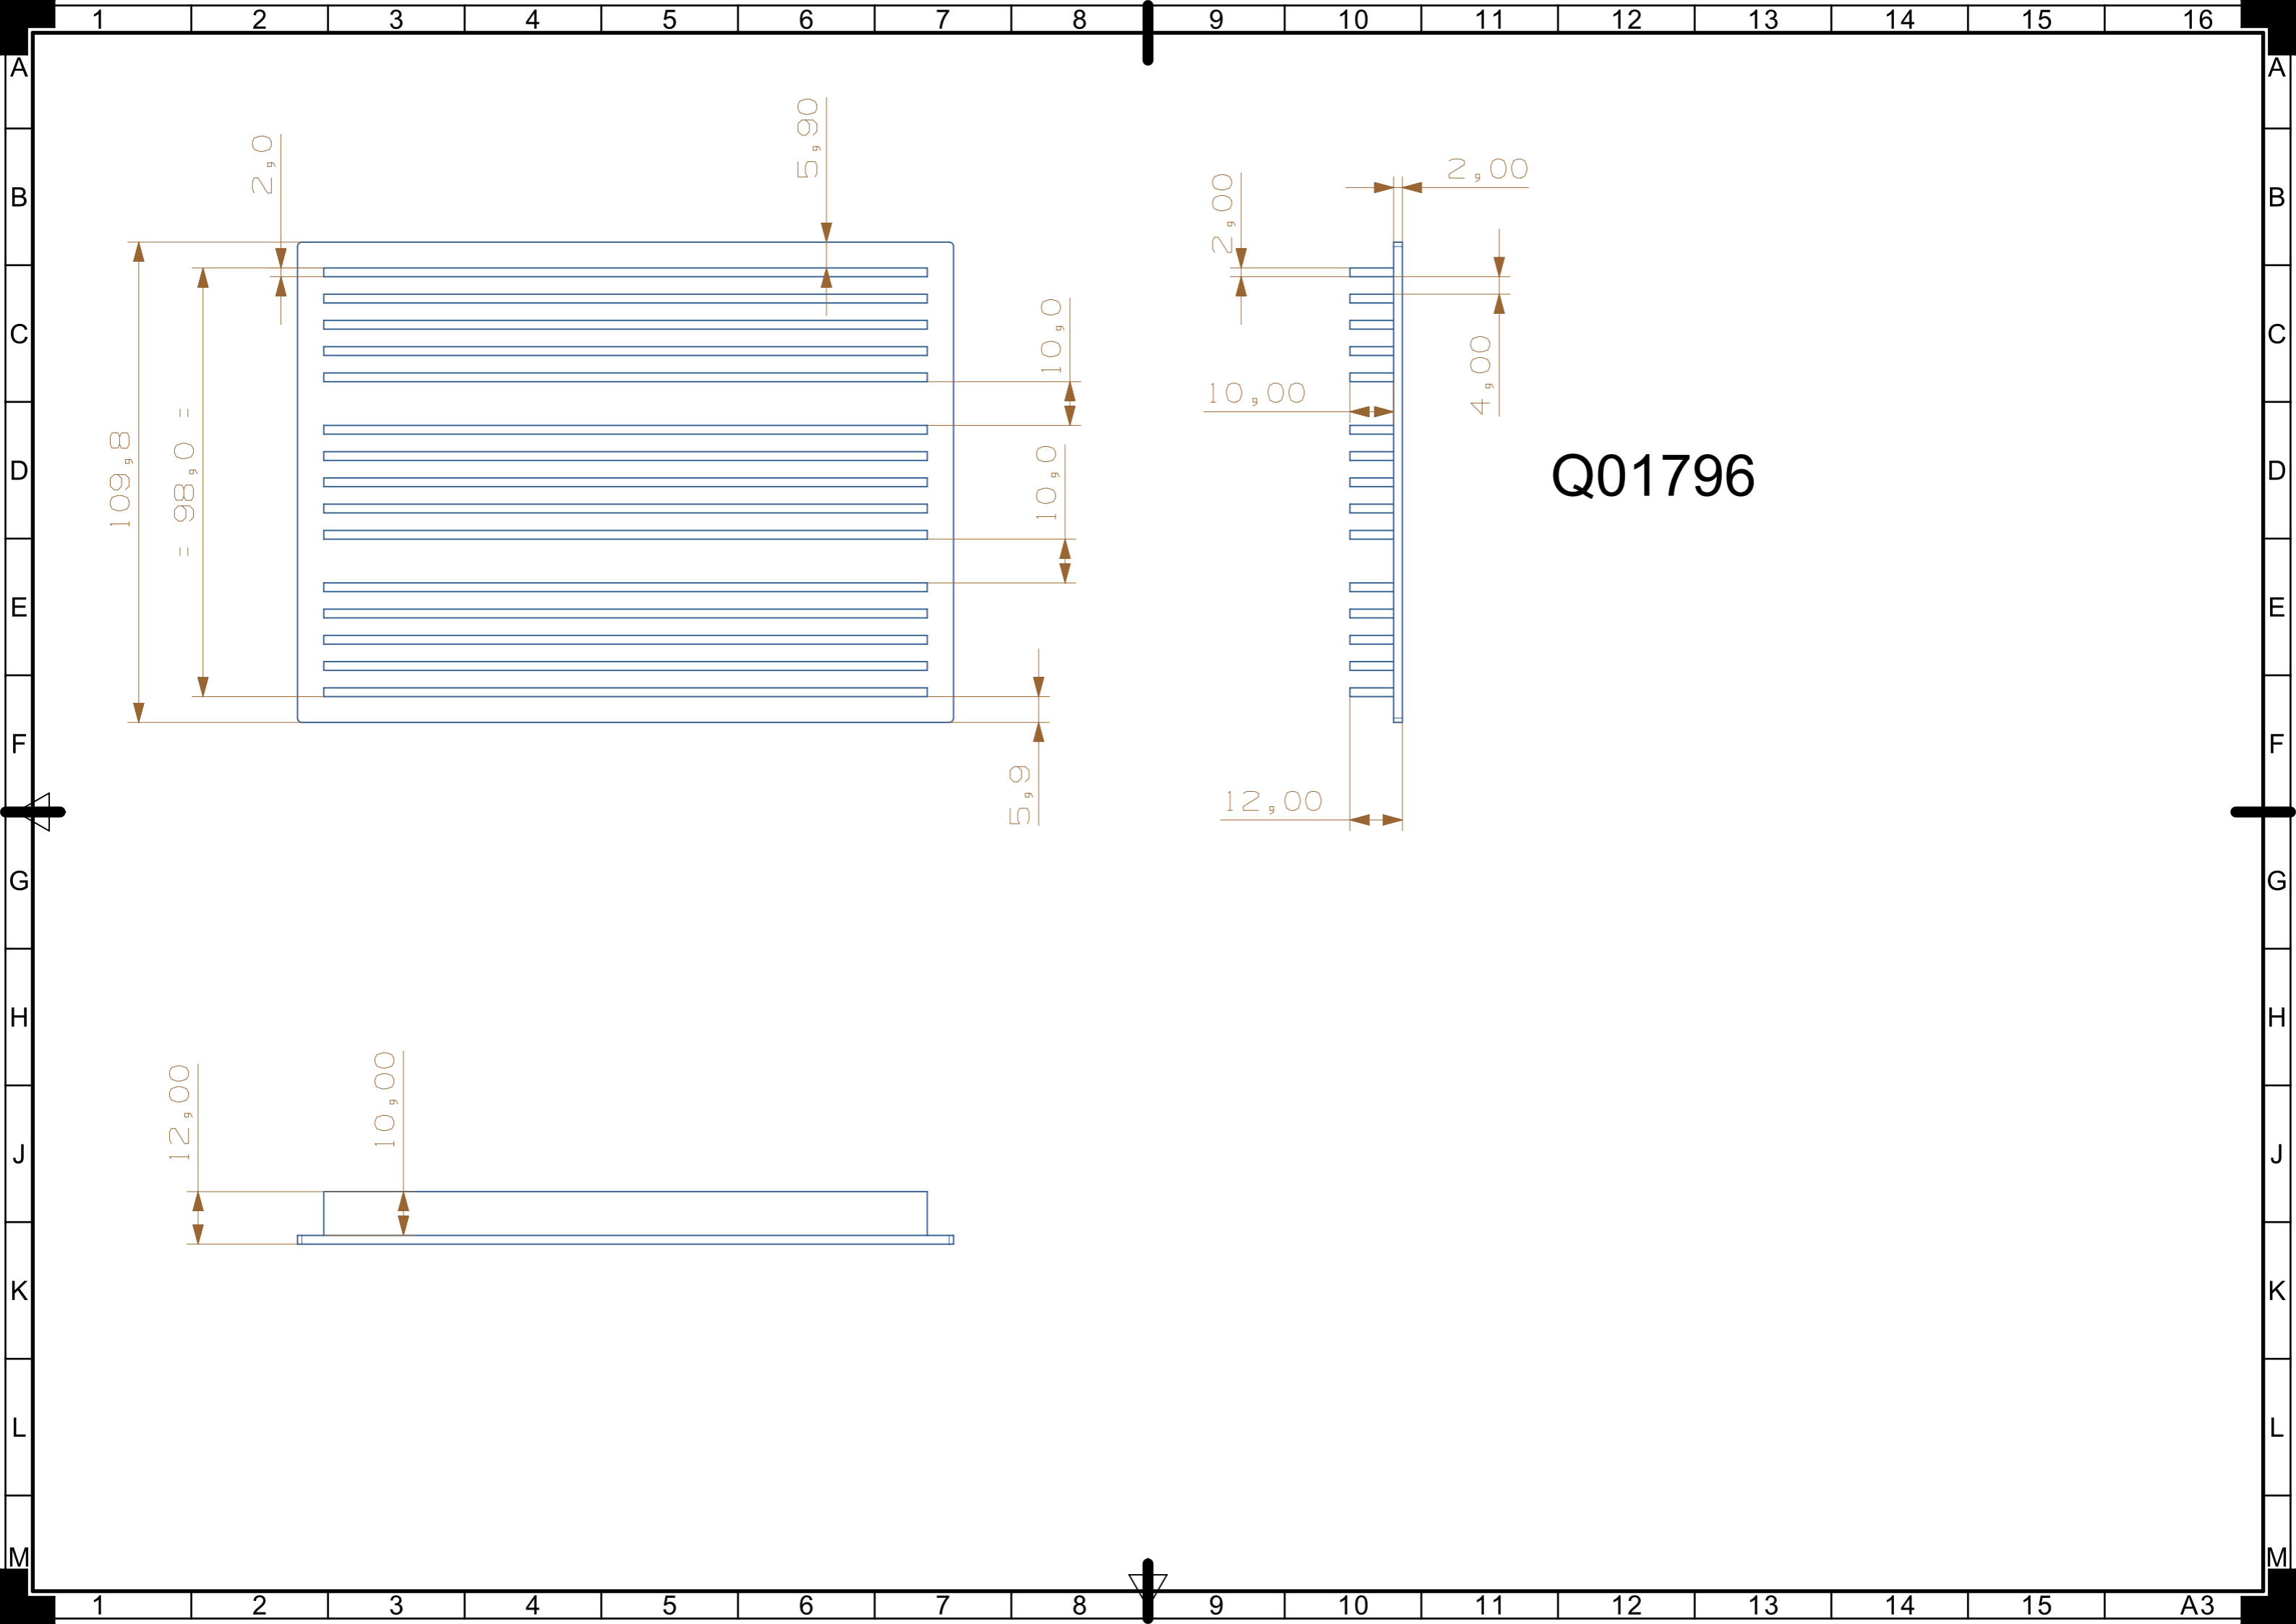 1 2 3 4 5 6 7 8 9 10 11 12 13 14 15 16
A A
B B
C C
D D
E E
F F
G G
H H
J J
K K
L L
M M
2,0
5,90
109,8
= 98,0 =
10,0
10,0
5,9
2,00
2,00
4,00
10,00
12,00
Q01796
12,00
10,00
1 2 3 4 5 6 7 8 9 10 11 12 13 14 15 A3